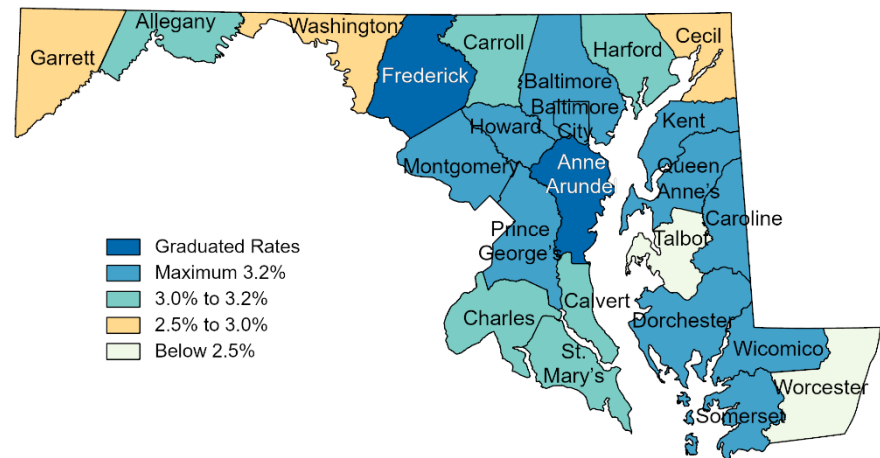 Allegany
Washington
Garrett
Frederick
Carroll
Harford
Cecil
Baltimore
Baltimore
City
Howard
Montgomery
Anne
Arundel
Kent
Queen
Anne's
Caroline
Talbot
Prince
George's
Graduated Rates
Maximum 3.2%
3.0% to 3.2%
2.5% to 3.0%
Below 2.5%
Charles
Calvert
St.
Mary's
Dorchester
Wicomico
Worcester
Somerset